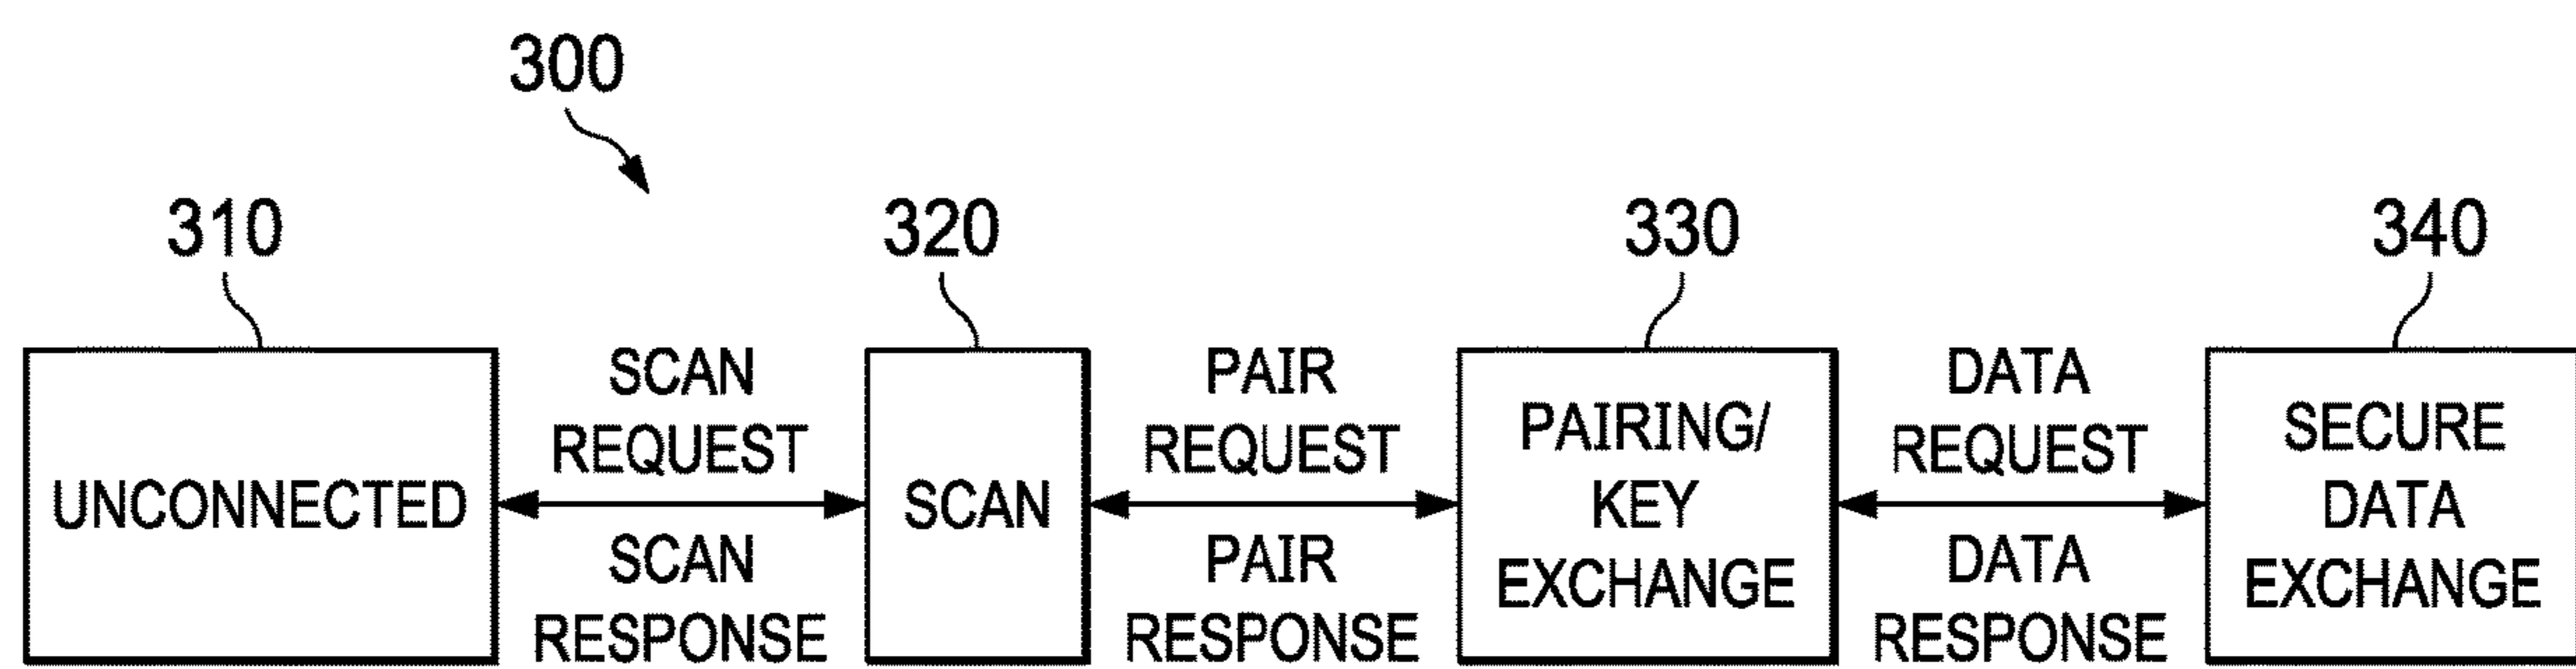 300
310
320
330
340
UNCONNECTED
SCAN
REQUEST
SCAN
RESPONSE
SCAN
PAIR
REQUEST
PAIR
RESPONSE
PAIRING/
KEY
EXCHANGE
DATA
REQUEST
DATA
RESPONSE
SECURE
DATA
EXCHANGE